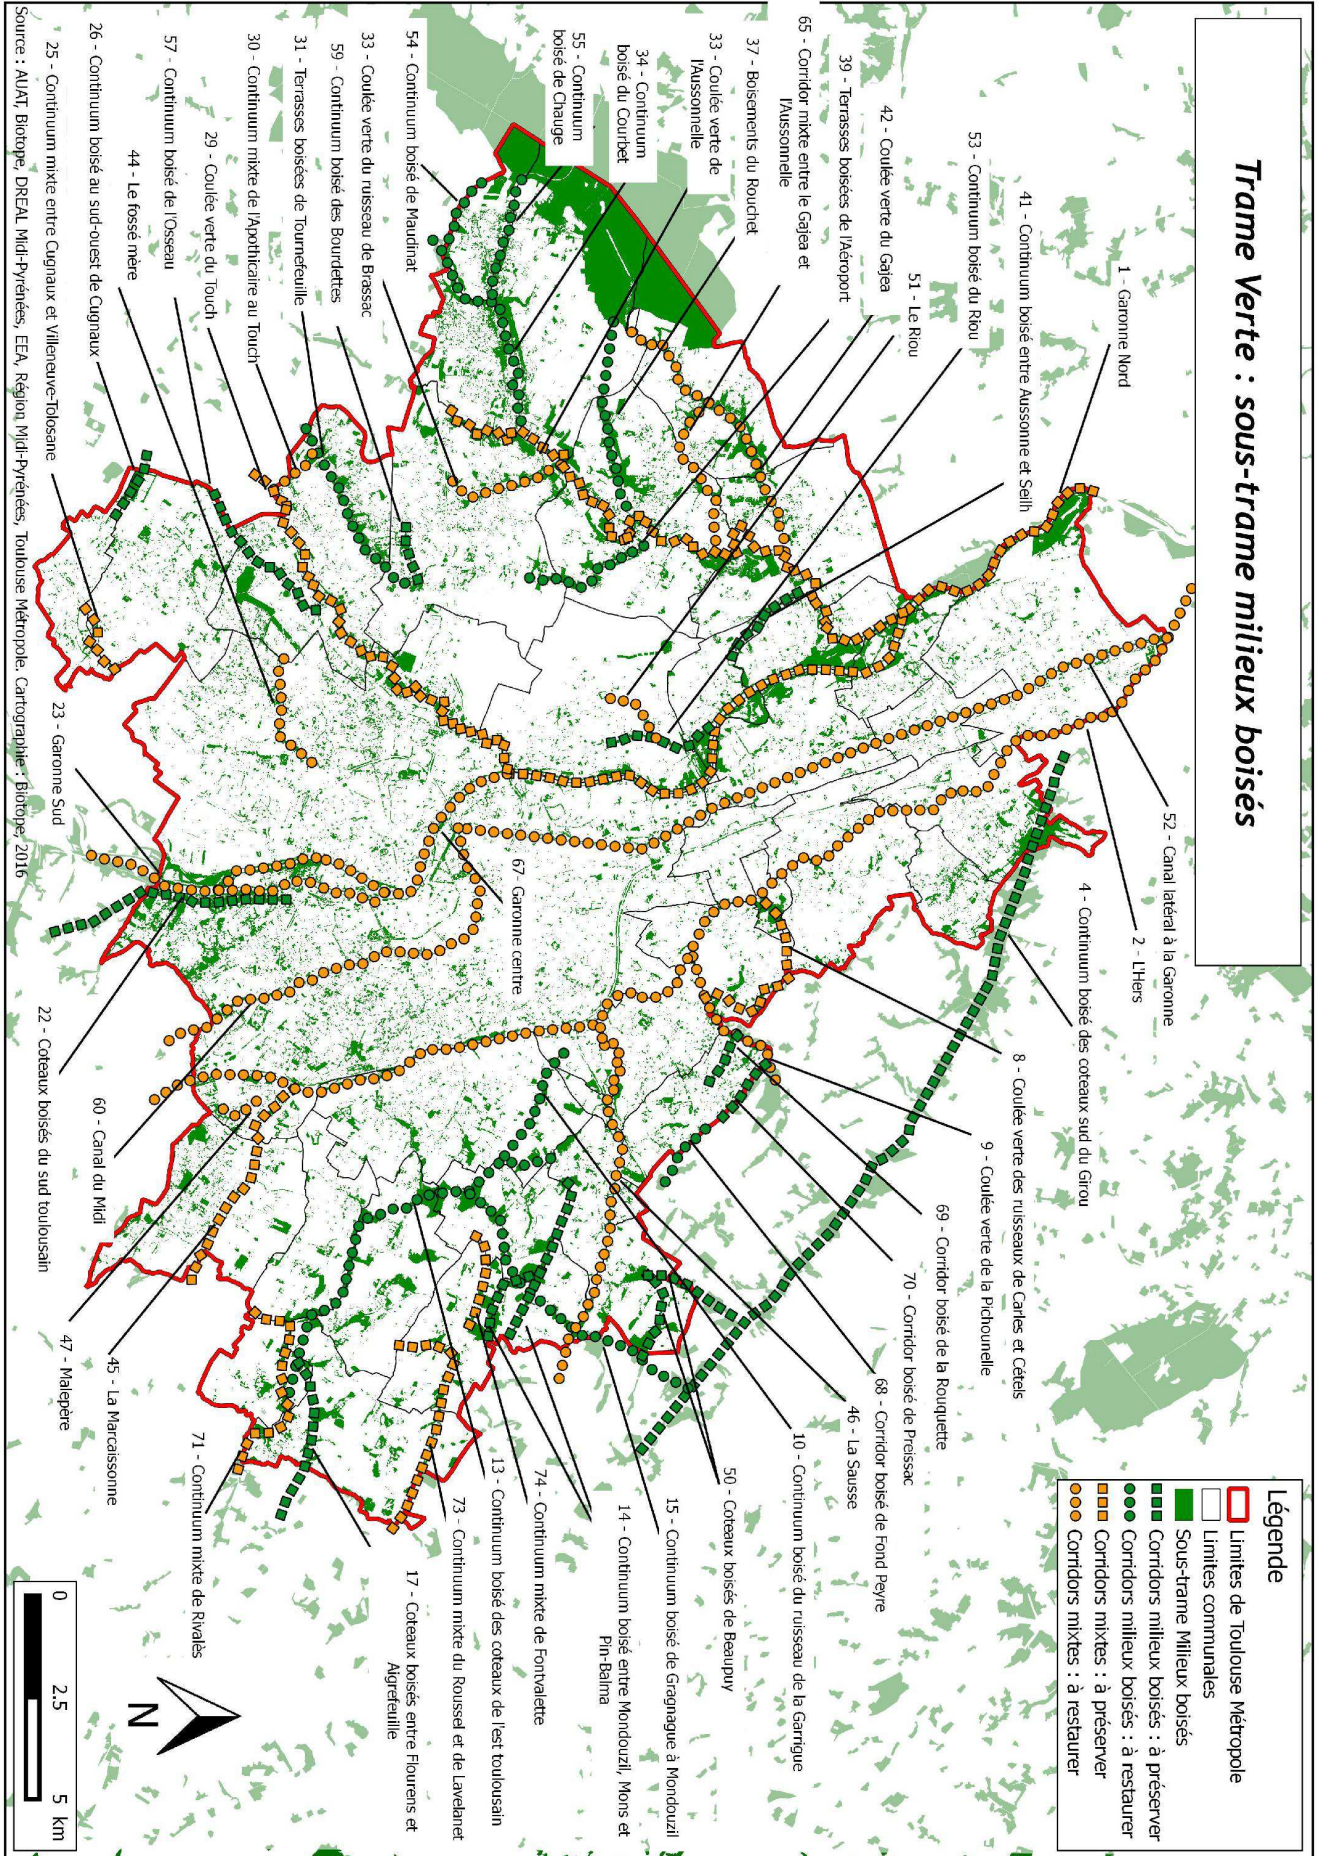 Trame Verte : sous-trame milieux boisés
Légende
Limites de Toulouse Métropole
Limites communales
Sous-trame Milieux boisés
Corridors milieux boisés : à préserver
Corridors milieux boisés : à restaurer
Corridors mixtes : à préserver
Corridors mixtes : à restaurer
1 - Garonne Nord
41 - Continuum boisé entre Aussonne et Seilh
53 - Continuum boisé du Riou
51 - Le Riou
42 - Coulée verte du Gajea
39 - Terrasses boisées de l'Aéroport
65 - Corridor mixte entre le Gajea et
l'Aussonnelle
37 - Boisements du Rouchet
33 - Coulée verte de
l'Aussonnelle
34 - Continuum
boisé du Courbet
55 - Continuum
boisé de Chauge
54 - Continuum boisé de Maudinat
33 - Coulée verte du ruisseau de Brassac
59 - Continuum boisé des Bourdettes
31 - Terrasses boisées de Tournefeuille
30 - Continuum mixte de l'Apothicaire au Touch
29 - Coulée verte du Touch
57 - Continuum boisé de l'Osseau
44 - Le fossé mère
26 - Continuum boisé au sud-ouest de Cugnaux
25 - Continuum mixte entre Cugnaux et Villeneuve-Tolosane
52 - Canal latéral à la Garonne
2 - L'Hers
4 - Continuum boisé des coteaux sud du Girou
8 - Coulée verte des ruisseaux de Carles et Cétels
9 - Coulée verte de la Pichounelle
69 - Corridor boisé de la Rouquette
70 - Corridor boisé de Preissac
68 - Corridor boisé de Fond Peyre
46 - La Sausse
10 - Continuum boisé du ruisseau de la Garrigue
50 - Coteaux boisés de Beaupuy
15 - Continuum boisé de Gragnague à Mondouzil
14 - Continuum boisé entre Mondouzil, Mons et
Pin-Balma
74 - Continuum mixte de Fontvalette
13 - Continuum boisé des coteaux de l'est toulousain
73 - Continuum mixte du Roussel et de Lavelanet
17 - Coteaux boisés entre Flourens et
Aigrefeuille
71 - Continuum mixte de Rivalès
45 - La Marcaissonne
47 - Malepère
60 - Canal du Midi
22 - Coteaux boisés du sud toulousain
23 - Garonne Sud
67 - Garonne centre
N
0 2.5 5 km
Source : AUAT, Biotope, DREAL Midi-Pyrénées, EEA, Région Midi-Pyrénées, Toulouse Métropole. Cartographie : Biotope, 2016